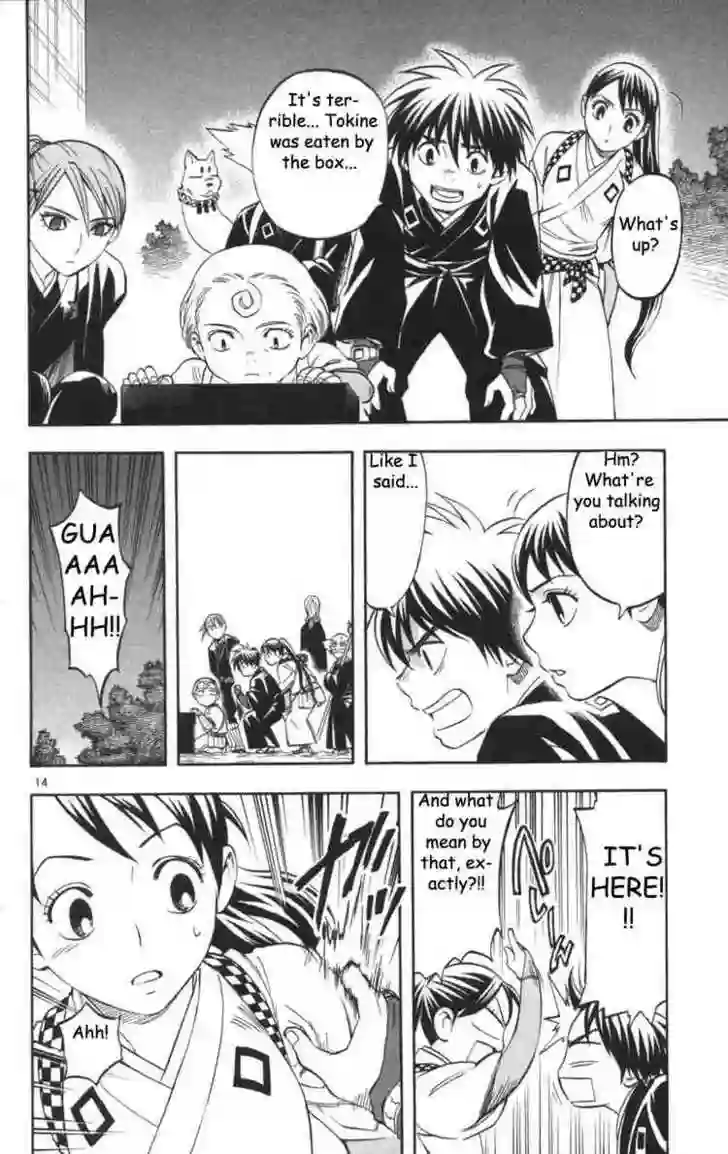 What's
up?
It's ter-
rible... Tokine
was eaten by
the box...
Hm?
What're
you talking
about?
Like I
said...
GUA
AAA
AH-
HH!!
14
IT'S
HERE!
!!
And what
do you
mean by
that, ex-
actly?!!
Ahh!